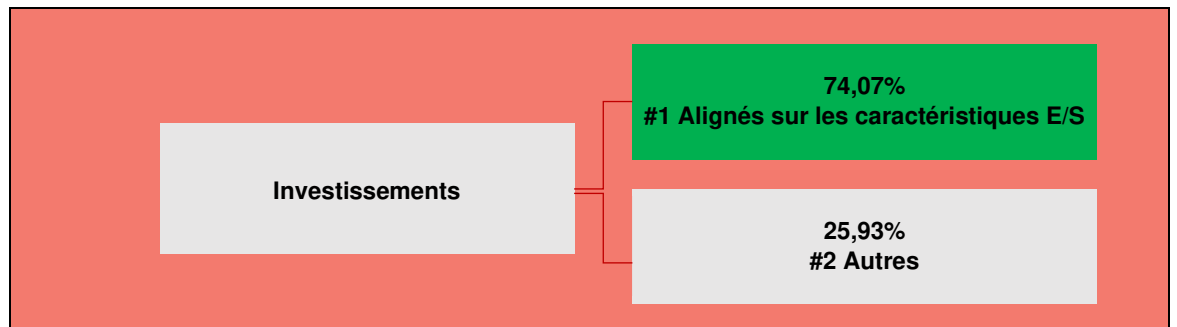 Investissements
74,07%
#1 Alignés sur les caractéristiques E/S
25,93%
#2 Autres